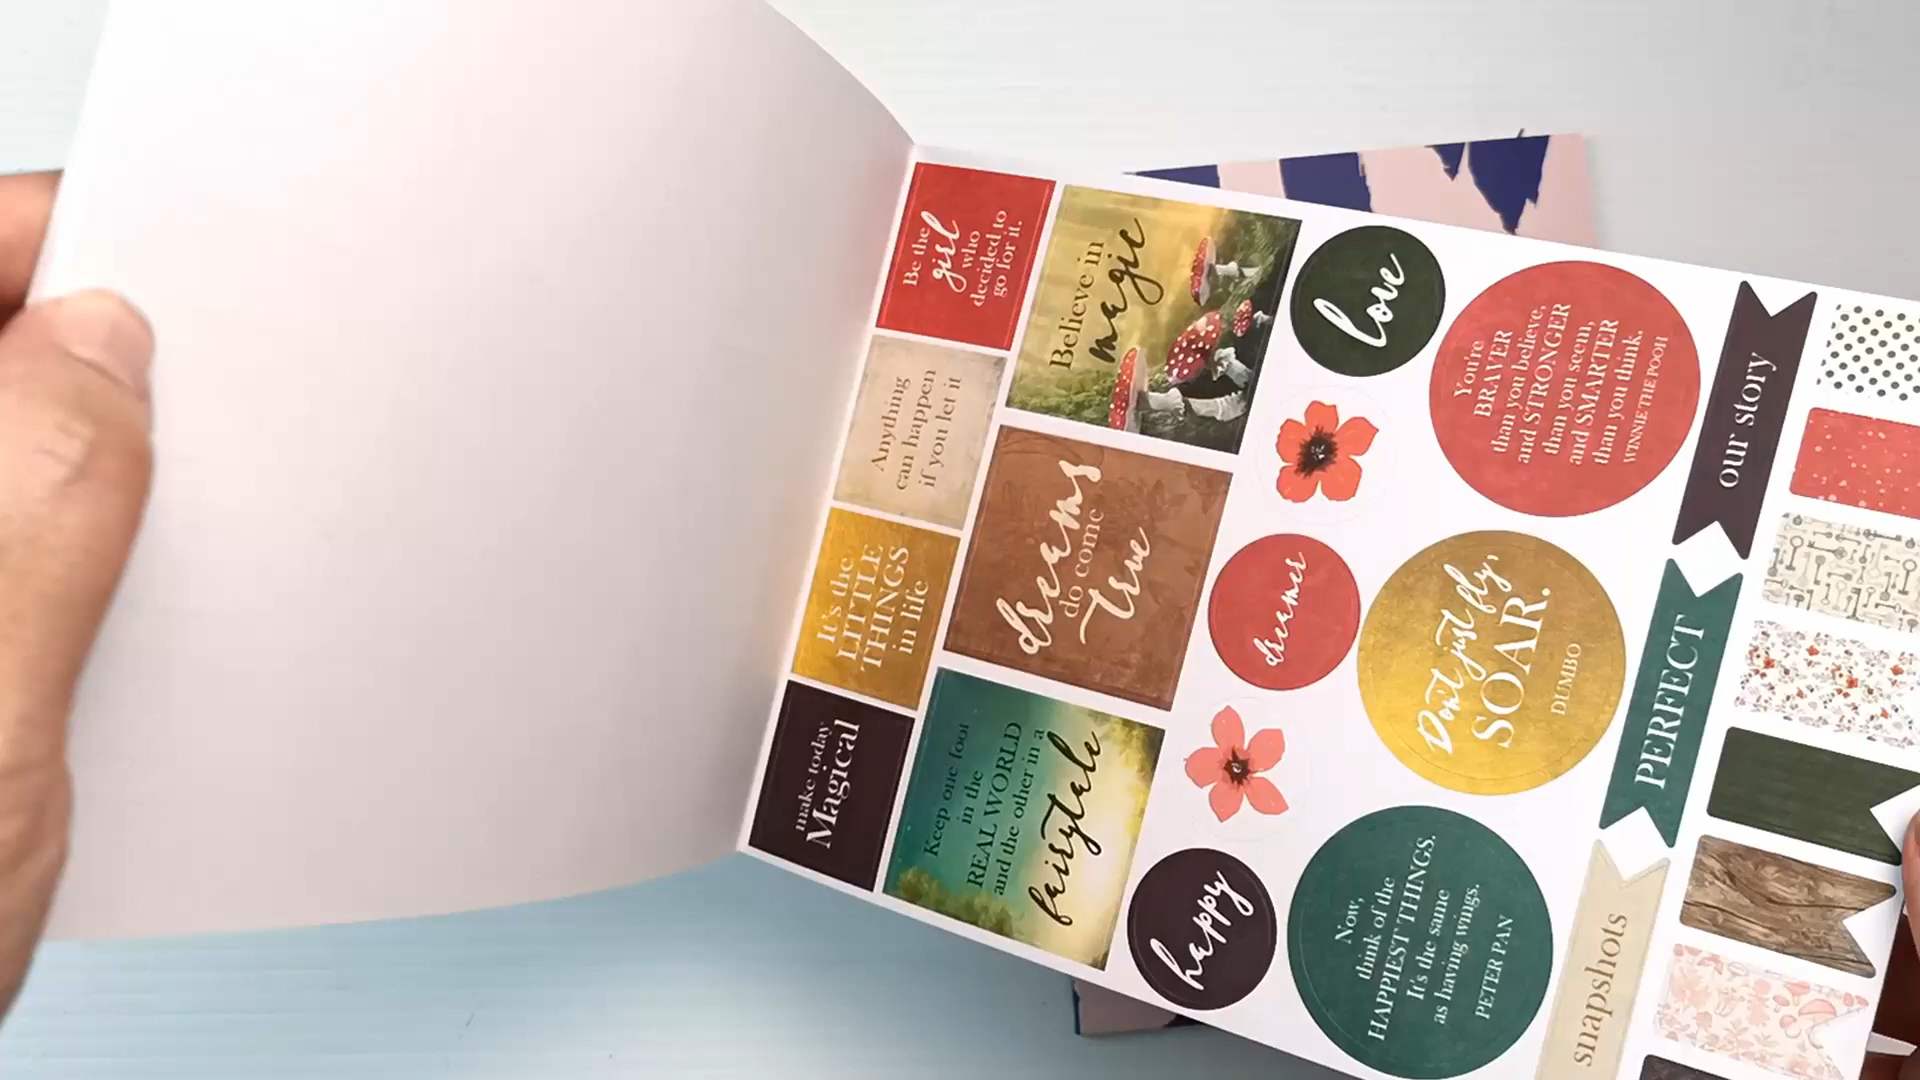 Be the
girl
who
decided to
go for it.
Believe in
magic
Anything
can happen
if you let it
dreams
do come
true
It's the
LITTLE
THINGS
in life
make today
Magical
Keep one foot
in the
REAL WORLD
and the other in a
fairytale
love
You're
BRAVER
than you believe,
and STRONGER
than you seem,
and SMARTER
than you think.
WINNIE THE POOH
dreamer
Don't just fly,
SOAR.
DUMBO
happy
Now,
think of the
HAPPIEST THINGS.
It's the same
as having wings.
PETER PAN
our story
PERFECT
snapshots